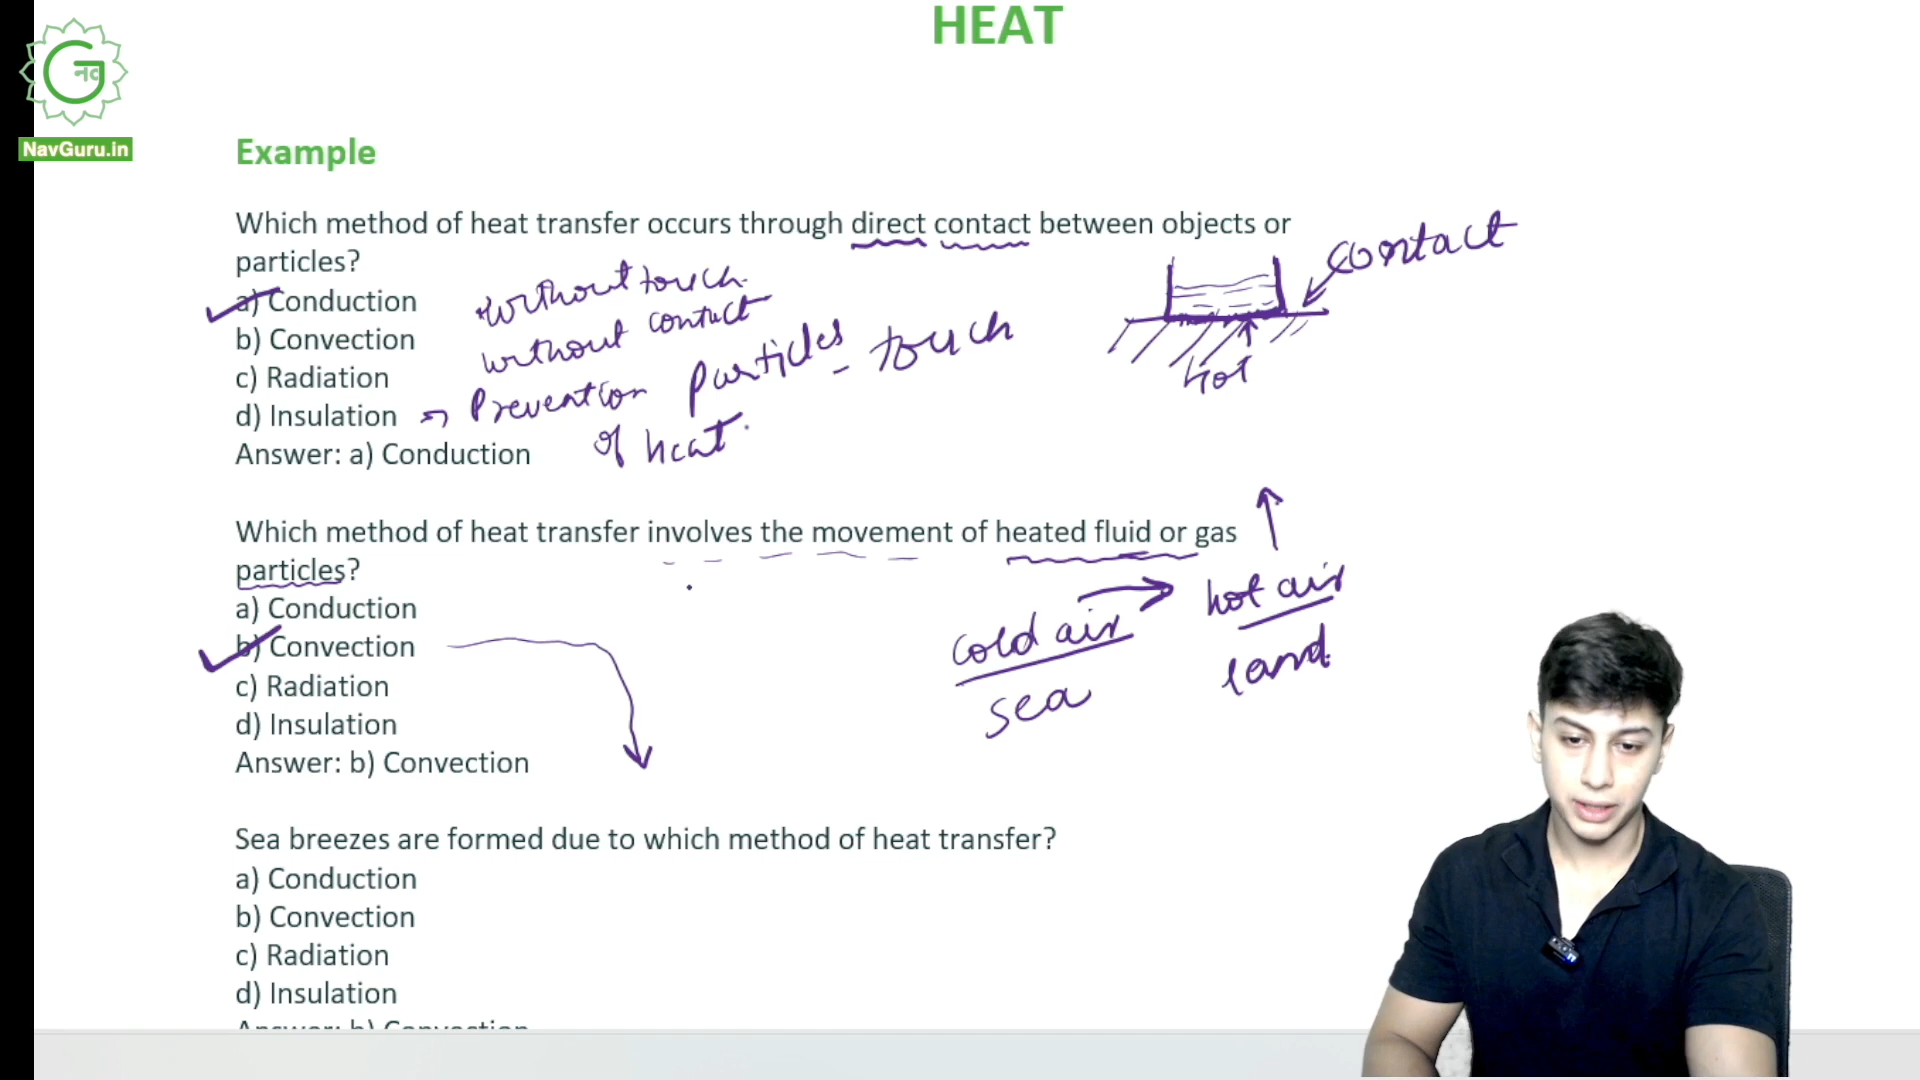 HEAT
नव
NavGuru.in
Example
Which method of heat transfer occurs through direct contact between objects or
particles?
a) Conduction
b) Convection
c) Radiation
d) Insulation
Answer: a) Conduction
without touch
without contact
Prevention
of heat
particles - touch
contact
hot
Which method of heat transfer involves the movement of heated fluid or gas
particles?
a) Conduction
b) Convection
c) Radiation
d) Insulation
Answer: b) Convection
cold air
sea
hot air
land
Sea breezes are formed due to which method of heat transfer?
a) Conduction
b) Convection
c) Radiation
d) Insulation
Answer: b) Convection